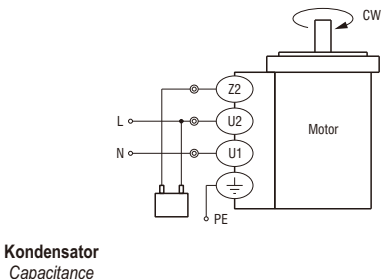 CW
Z2
L
U2
Motor
N
U1
PE
Kondensator
Capacitance